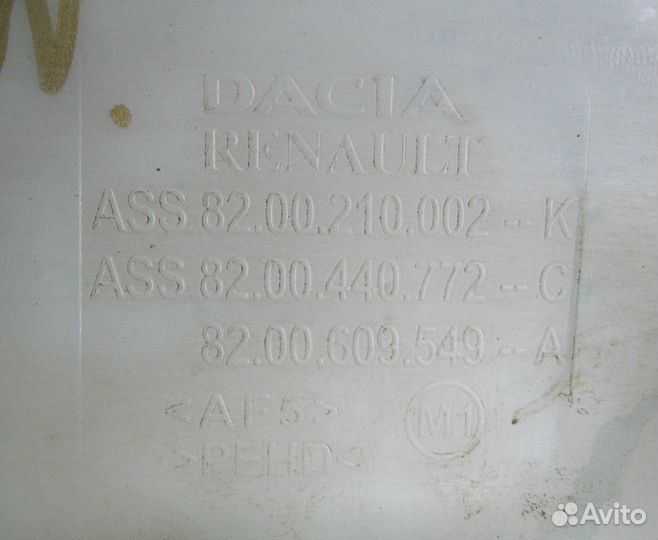 DACIA
RENAULT
ASS 82.00.210.002 -- K
ASS 82.00.440.772 -- C
82.00.609.549 -- A
<AF5>
M1
>PEHD<
Avito